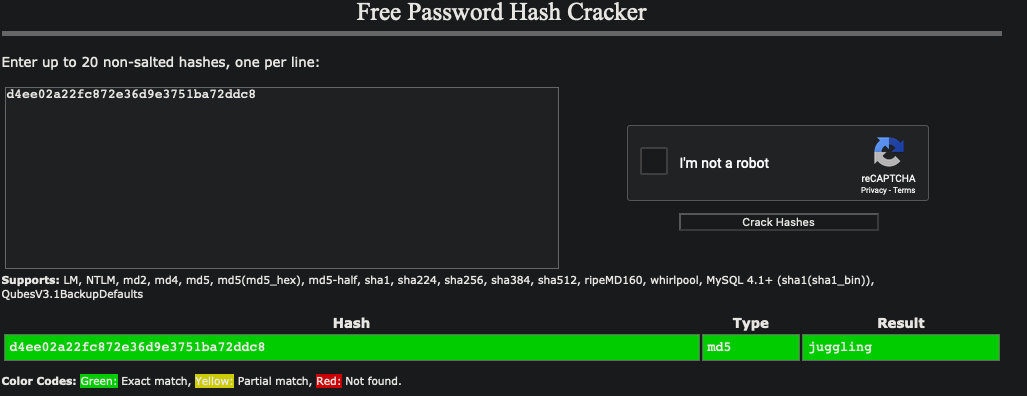 Free Password Hash Cracker
Enter up to 20 non-salted hashes, one per line:
d4ee02a22fc872e36d9e3751ba72ddc8
I'm not a robot
reCAPTCHA
Privacy - Terms
Crack Hashes
Supports: LM, NTLM, md2, md4, md5, md5(md5_hex), md5-half, sha1, sha224, sha256, sha384, sha512, ripeMD160, whirlpool, MySQL 4.1+ (sha1(sha1_bin)),
QubesV3.1BackupDefaults
Hash Type Result
d4ee02a22fc872e36d9e3751ba72ddc8 md5 juggling
Color Codes: Green: Exact match, Yellow: Partial match, Red: Not found.